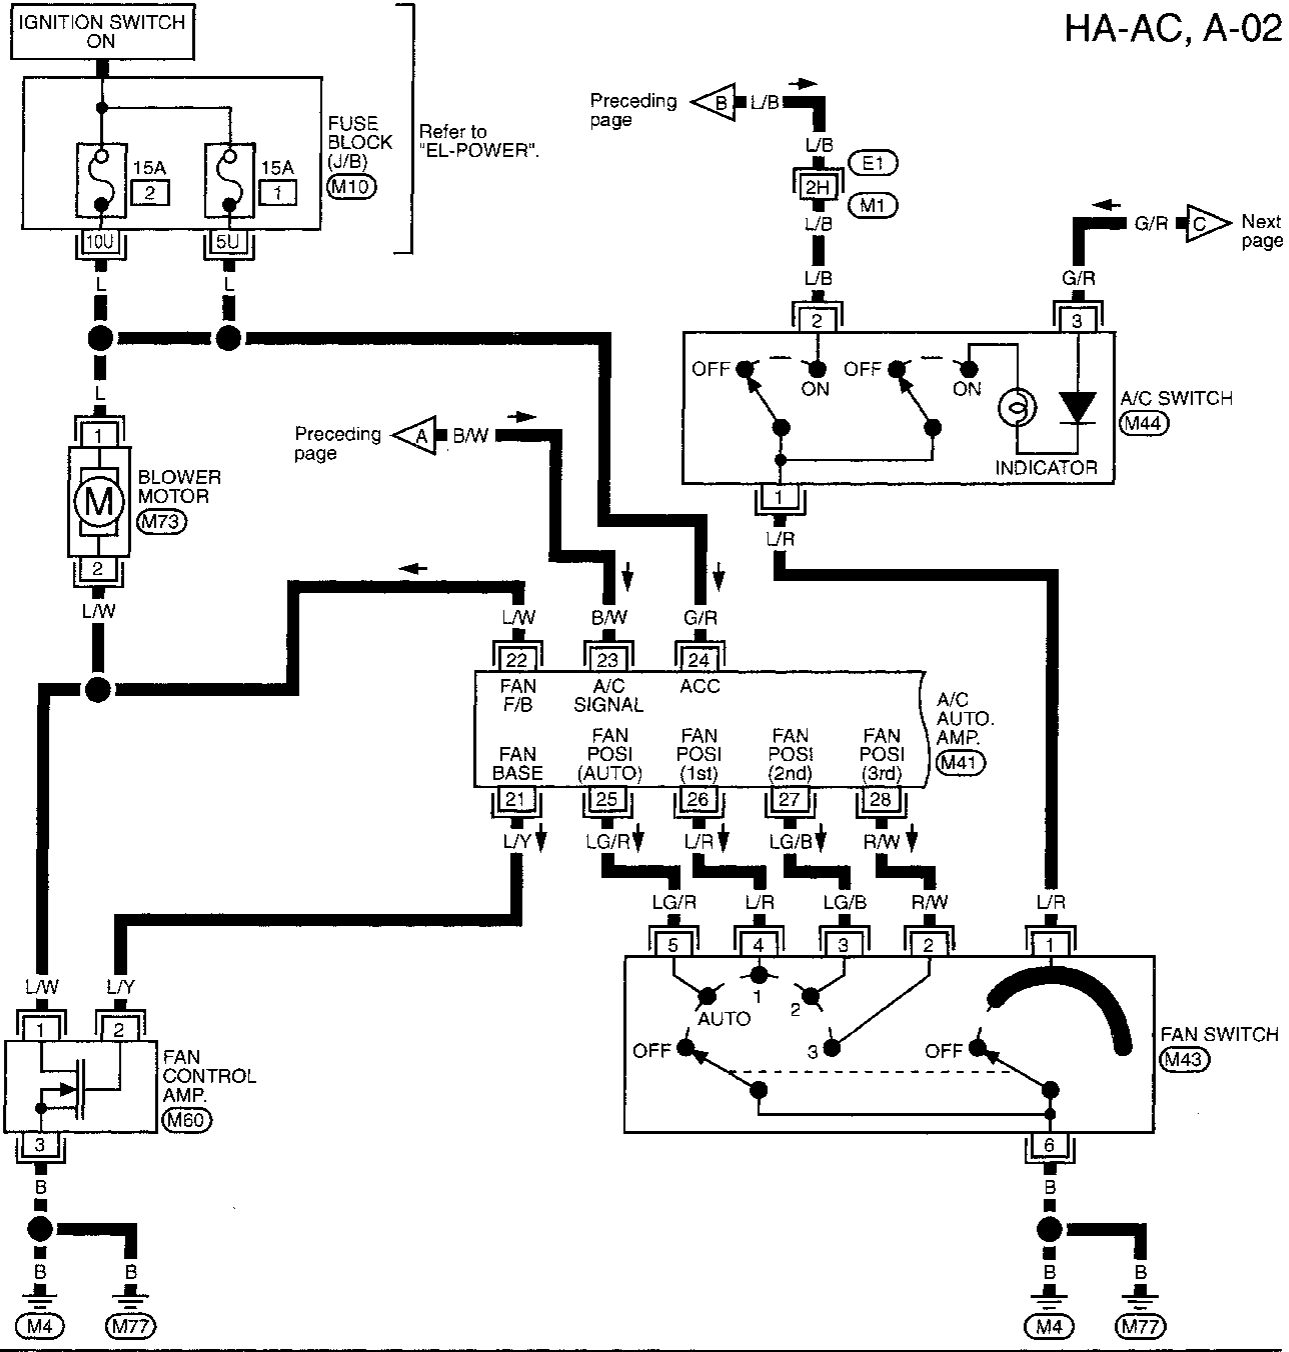 HA-AC, A-02
IGNITION SWITCH
ON
FUSE
BLOCK
(J/B)
M10
Refer to
"EL-POWER".
15A
2
15A
1
10U
5U
L
L
L
1
BLOWER
MOTOR
M73
M
2
L/W
Preceding
page
B
L/B
L/B
E1
2H
M1
L/B
L/B
2
Next
page
C
G/R
G/R
3
OFF
ON
OFF
ON
INDICATOR
A/C SWITCH
M44
1
L/R
Preceding
page
A
B/W
L/W
B/W
G/R
22
23
24
FAN
F/B
A/C
SIGNAL
ACC
A/C
AUTO.
AMP.
M41
FAN
BASE
FAN
POSI
(AUTO)
FAN
POSI
(1st)
FAN
POSI
(2nd)
FAN
POSI
(3rd)
21
25
26
27
28
L/Y
LG/R
L/R
LG/B
R/W
LG/R
L/R
LG/B
R/W
L/R
5
4
3
2
1
AUTO
1
2
3
OFF
OFF
FAN SWITCH
M43
6
B
B
B
M4
M77
L/W
L/Y
1
2
FAN
CONTROL
AMP.
M60
3
B
B
B
M4
M77